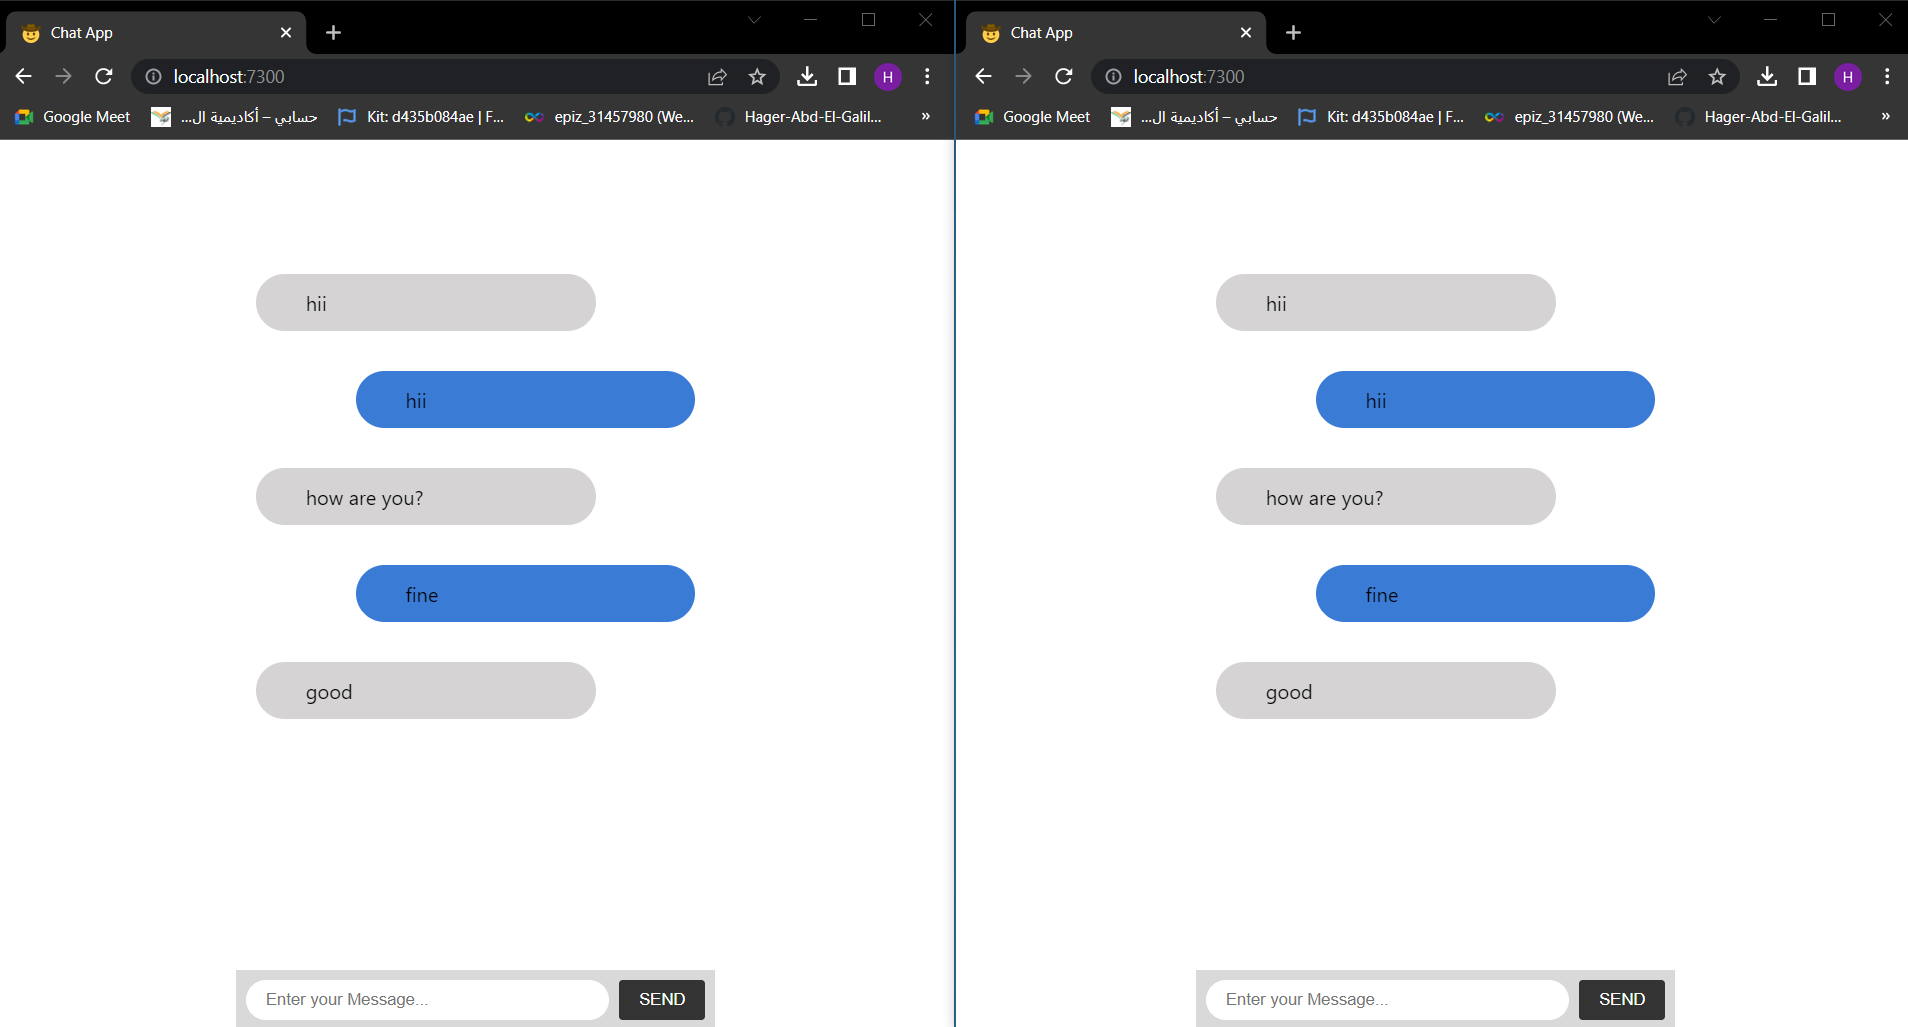 Chat App
localhost:7300
Google Meet
حسابي – أكاديمية ال...
Kit: d435b084ae | F...
epiz_31457980 (We...
Hager-Abd-El-Galil...
»
H
hii
hii
how are you?
fine
good
Enter your Message...
SEND
Chat App
localhost:7300
H
Google Meet
حسابي – أكاديمية ال...
Kit: d435b084ae | F...
epiz_31457980 (We...
Hager-Abd-El-Galil...
»
hii
hii
how are you?
fine
good
Enter your Message...
SEND